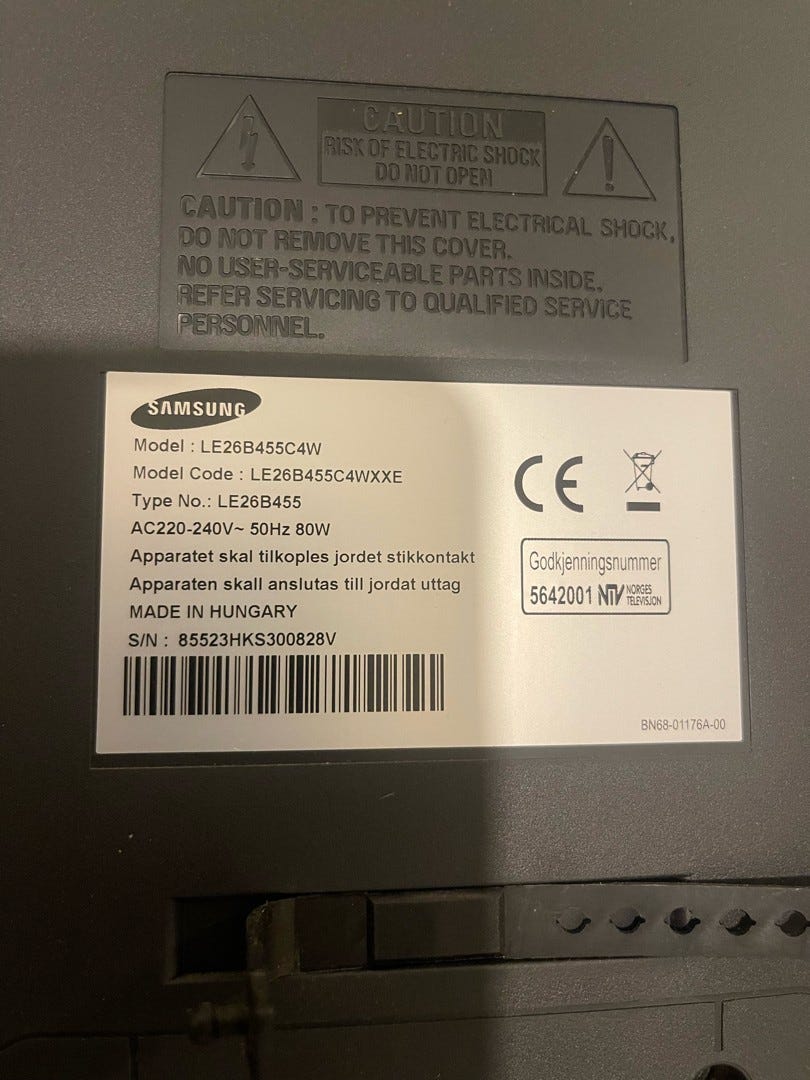 CAUTION
RISK OF ELECTRIC SHOCK
DO NOT OPEN
CAUTION : TO PREVENT ELECTRICAL SHOCK,
DO NOT REMOVE THIS COVER.
NO USER-SERVICEABLE PARTS INSIDE.
REFER SERVICING TO QUALIFIED SERVICE
PERSONNEL.
SAMSUNG
Model : LE26B455C4W
Model Code : LE26B455C4WXXE
Type No.: LE26B455
AC220-240V~ 50Hz 80W
Apparatet skal tilkoples jordet stikkontakt
Apparaten skall anslutas till jordat uttag
MADE IN HUNGARY
S/N : 85523HKS300828V
CE
Godkjenningsnummer
5642001 NTV NORGES
TELEVISJON
BN68-01176A-00